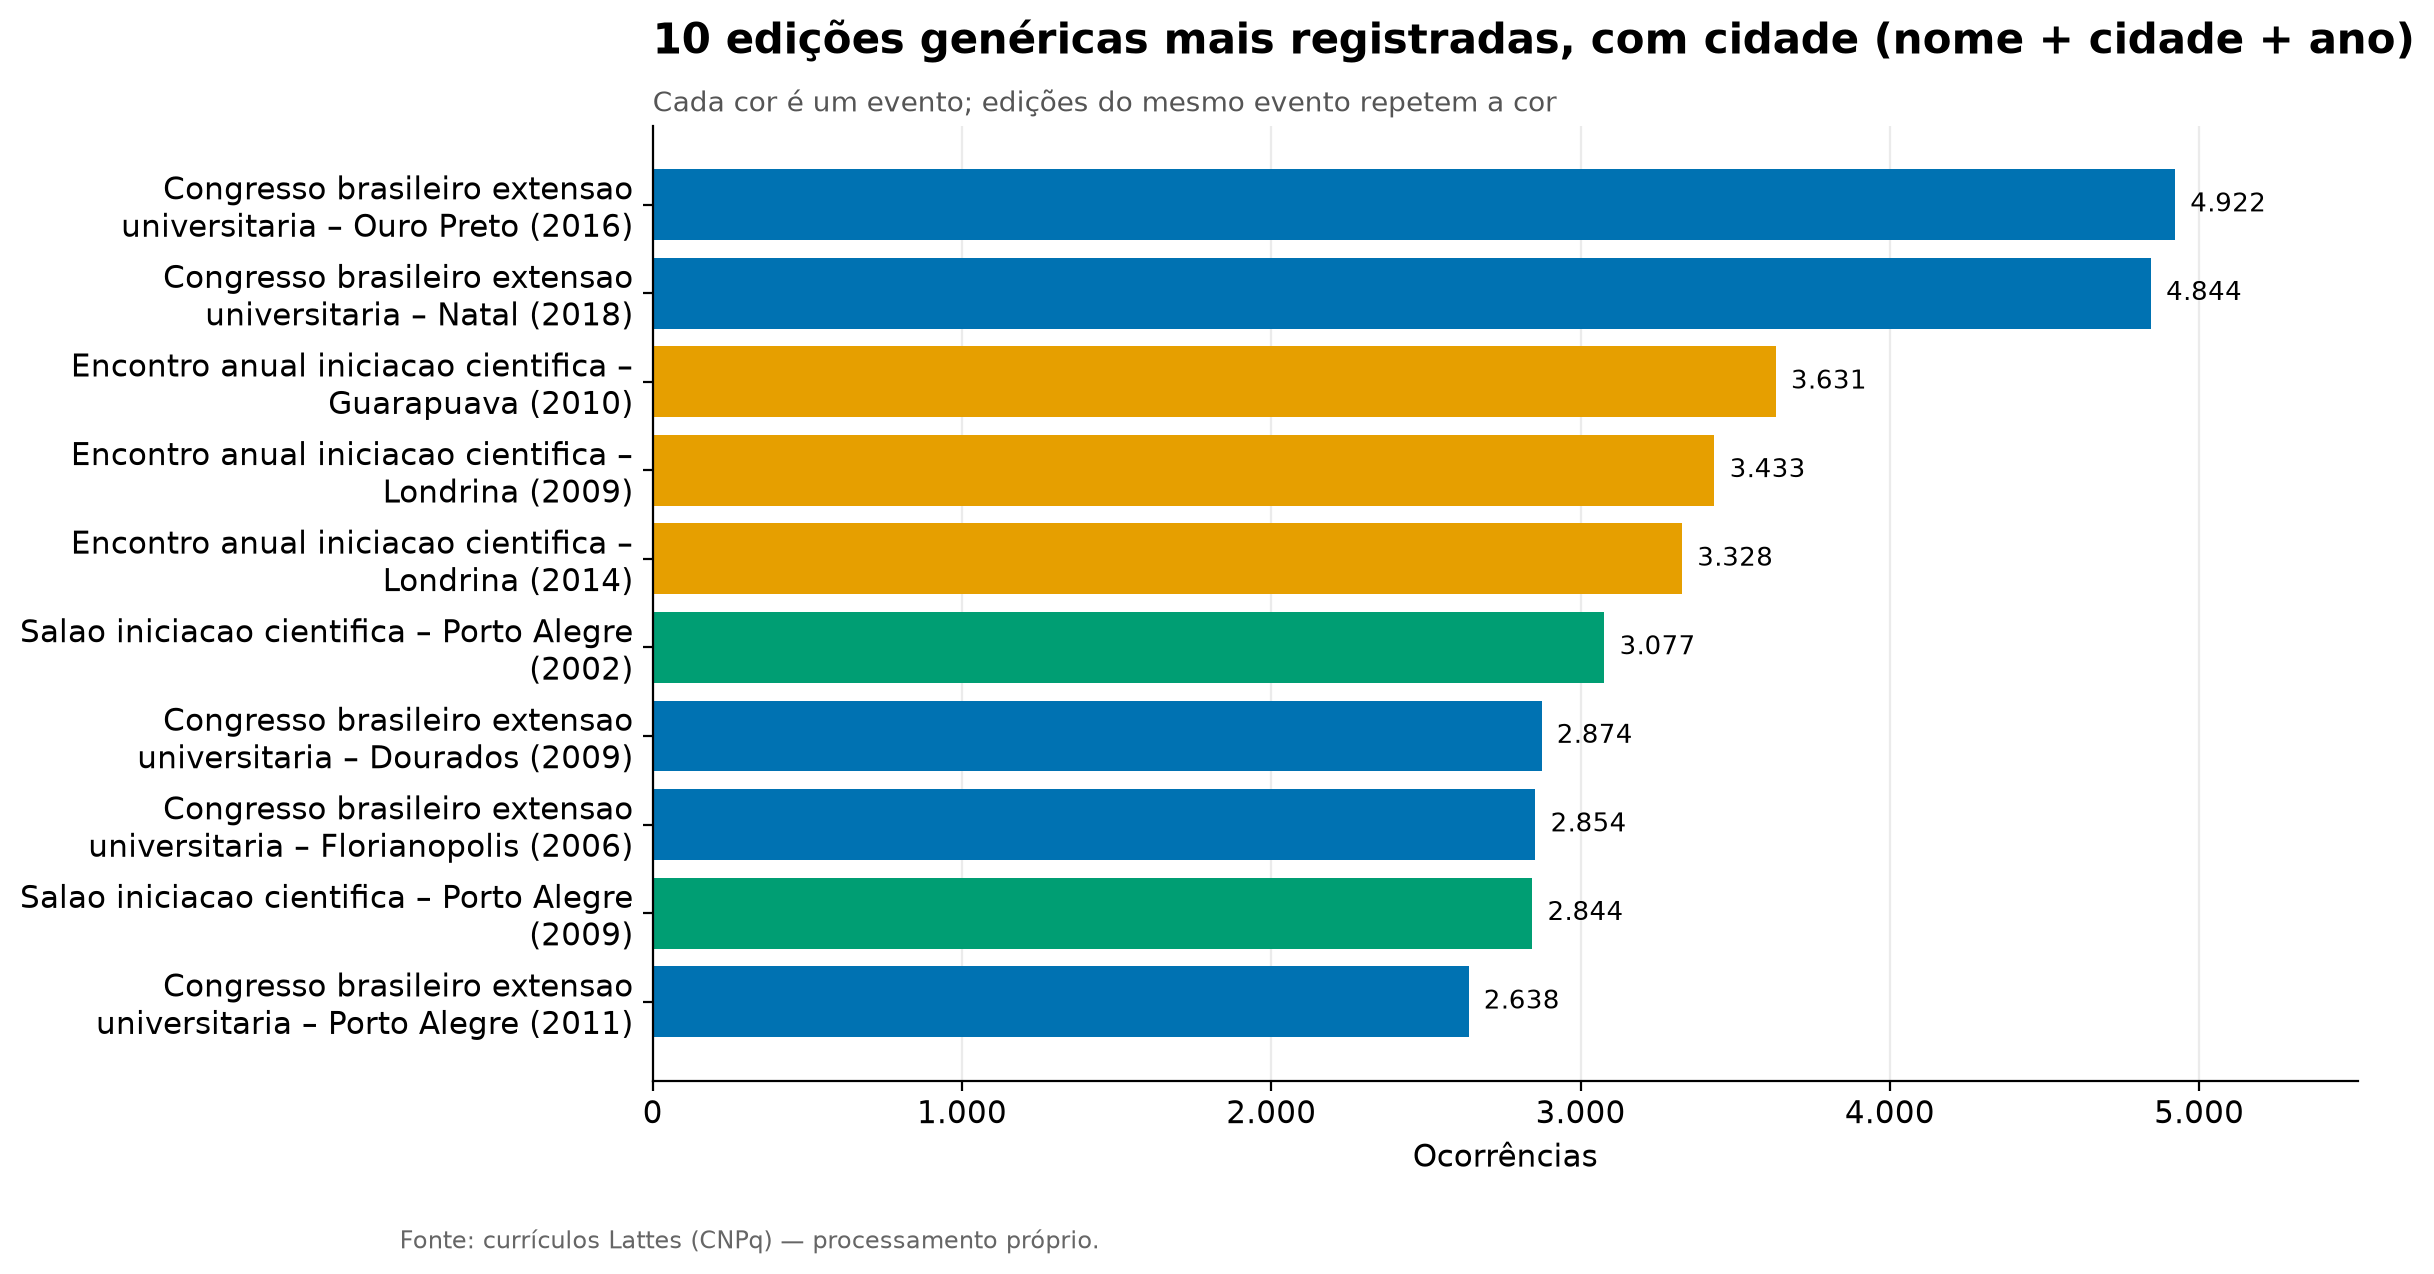 10 edições genéricas mais registradas, com cidade (nome + cidade + ano)
Cada cor é um evento; edições do mesmo evento repetem a cor
Congresso brasileiro extensao
universitaria – Ouro Preto (2016)
4.922
Congresso brasileiro extensao
universitaria – Natal (2018)
4.844
Encontro anual iniciacao cientifica –
Guarapuava (2010)
3.631
Encontro anual iniciacao cientifica –
Londrina (2009)
3.433
Encontro anual iniciacao cientifica –
Londrina (2014)
3.328
Salao iniciacao cientifica – Porto Alegre
(2002)
3.077
Congresso brasileiro extensao
universitaria – Dourados (2009)
2.874
Congresso brasileiro extensao
universitaria – Florianopolis (2006)
2.854
Salao iniciacao cientifica – Porto Alegre
(2009)
2.844
Congresso brasileiro extensao
universitaria – Porto Alegre (2011)
2.638
0 1.000 2.000 3.000 4.000 5.000
Ocorrências
Fonte: currículos Lattes (CNPq) — processamento próprio.